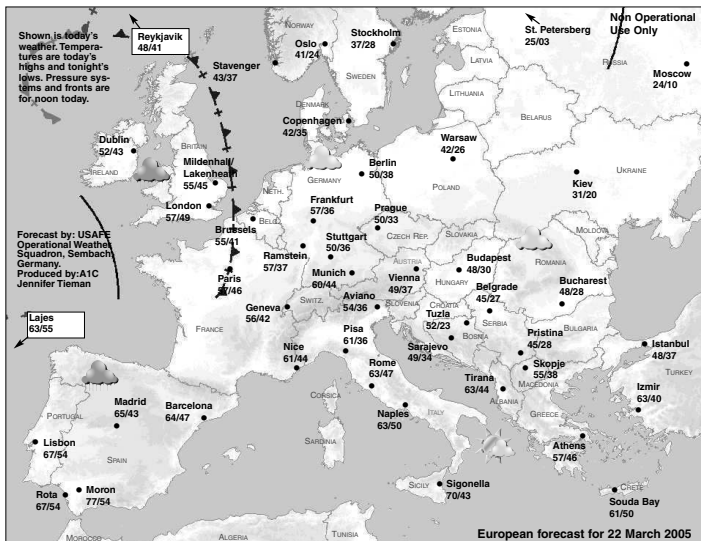 Shown is today's
weather. Tempera-
tures are today's
highs and tonight's
lows. Pressure sys-
tems and fronts are
for noon today.
Reykjavik
48/41
NORWAY
Oslo
41/24
Stockholm
37/28
SWEDEN
ESTONIA
St. Petersberg
25/03
Non Operational
Use Only
RUSSIA
LATVIA
Moscow
24/10
Stavenger
43/37
LITHUANIA
DENMARK
Copenhagen
42/35
BELARUS
Dublin
52/43
IRELAND
BRITAIN
Mildenhall/
Lakenheath
55/45
London
57/49
NETH.
GERMANY
Berlin
50/38
Warsaw
42/26
POLAND
UKRAINE
Kiev
31/20
Brussels
55/41
BELG.
Frankfurt
57/36
Prague
50/33
CZECH REP.
SLOVAKIA
MOLDOVA
Forecast by: USAFE
Operational Weather
Squadron, Sembach,
Germany.
Produced by:A1C
Jennifer Tieman
Ramstein
57/37
Stuttgart
50/36
Paris
57/46
Munich
60/44
AUSTRIA
Vienna
49/37
Budapest
48/30
HUNGARY
ROMANIA
Lajes
63/55
Geneva
56/42
SWITZ.
Aviano
54/36
SLOVENIA
CROATIA
Belgrade
45/27
Bucharest
48/28
FRANCE
Tuzla
52/23
BOSNIA
SERBIA
Pisa
61/36
Sarajevo
49/34
Pristina
45/28
BULGARIA
Nice
61/44
Skopje
55/38
Istanbul
48/37
TURKEY
Rome
63/47
Tirana
63/44
MACEDONIA
ALBANIA
Izmir
63/40
Madrid
65/43
Barcelona
64/47
CORSICA
Naples
63/50
ITALY
GREECE
PORTUGAL
Lisbon
67/54
SPAIN
SARDINIA
Athens
57/46
Rota
67/54
Moron
77/54
SICILY
Sigonella
70/43
CRETE
Souda Bay
61/50
MOROCCO
ALGERIA
TUNISIA
European forecast for 22 March 2005